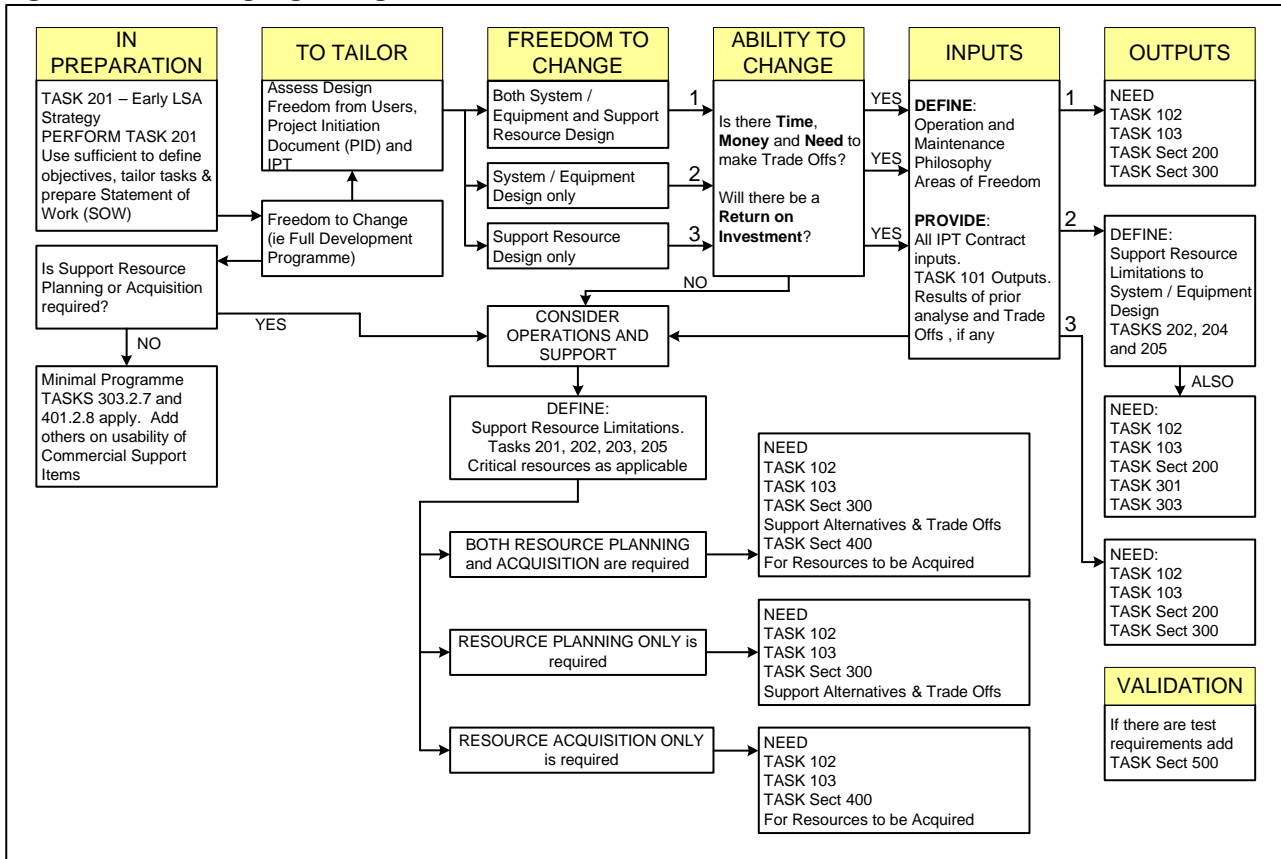 IN
PREPARATION
TASK 201 – Early LSA
Strategy
PERFORM TASK 201
Use sufficient to define
objectives, tailor tasks &
prepare Statement of
Work (SOW)
Is Support Resource
Planning or Acquisition
required?
YES
NO
Minimal Programme
TASKS 303.2.7 and
401.2.8 apply. Add
others on usability of
Commercial Support
Items
TO TAILOR
Assess Design
Freedom from Users,
Project Initiation
Document (PID) and
IPT
Freedom to Change
(ie Full Development
Programme)
FREEDOM TO
CHANGE
Both System /
Equipment and Support
Resource Design
1
System / Equipment
Design only
2
Support Resource
Design only
3
ABILITY TO
CHANGE
Is there Time,
Money and Need to
make Trade Offs?
Will there be a
Return on
Investment?
YES
YES
YES
NO
CONSIDER
OPERATIONS AND
SUPPORT
DEFINE:
Support Resource Limitations.
Tasks 201, 202, 203, 205
Critical resources as applicable
BOTH RESOURCE PLANNING
and ACQUISITION are required
NEED
TASK 102
TASK 103
TASK Sect 300
Support Alternatives & Trade Offs
TASK Sect 400
For Resources to be Acquired
RESOURCE PLANNING ONLY is
required
NEED
TASK 102
TASK 103
TASK Sect 300
Support Alternatives & Trade Offs
RESOURCE ACQUISITION ONLY
is required
NEED
TASK 102
TASK 103
TASK Sect 400
For Resources to be Acquired
INPUTS
DEFINE:
Operation and
Maintenance
Philosophy
Areas of Freedom
PROVIDE:
All IPT Contract
inputs.
TASK 101 Outputs.
Results of prior
analyse and Trade
Offs , if any
1
2
3
OUTPUTS
NEED
TASK 102
TASK 103
TASK Sect 200
TASK Sect 300
DEFINE:
Support Resource
Limitations to
System / Equipment
Design
TASKS 202, 204
and 205
ALSO
NEED:
TASK 102
TASK 103
TASK Sect 200
TASK 301
TASK 303
NEED:
TASK 102
TASK 103
TASK Sect 200
TASK Sect 300
VALIDATION
If there are test
requirements add
TASK Sect 500